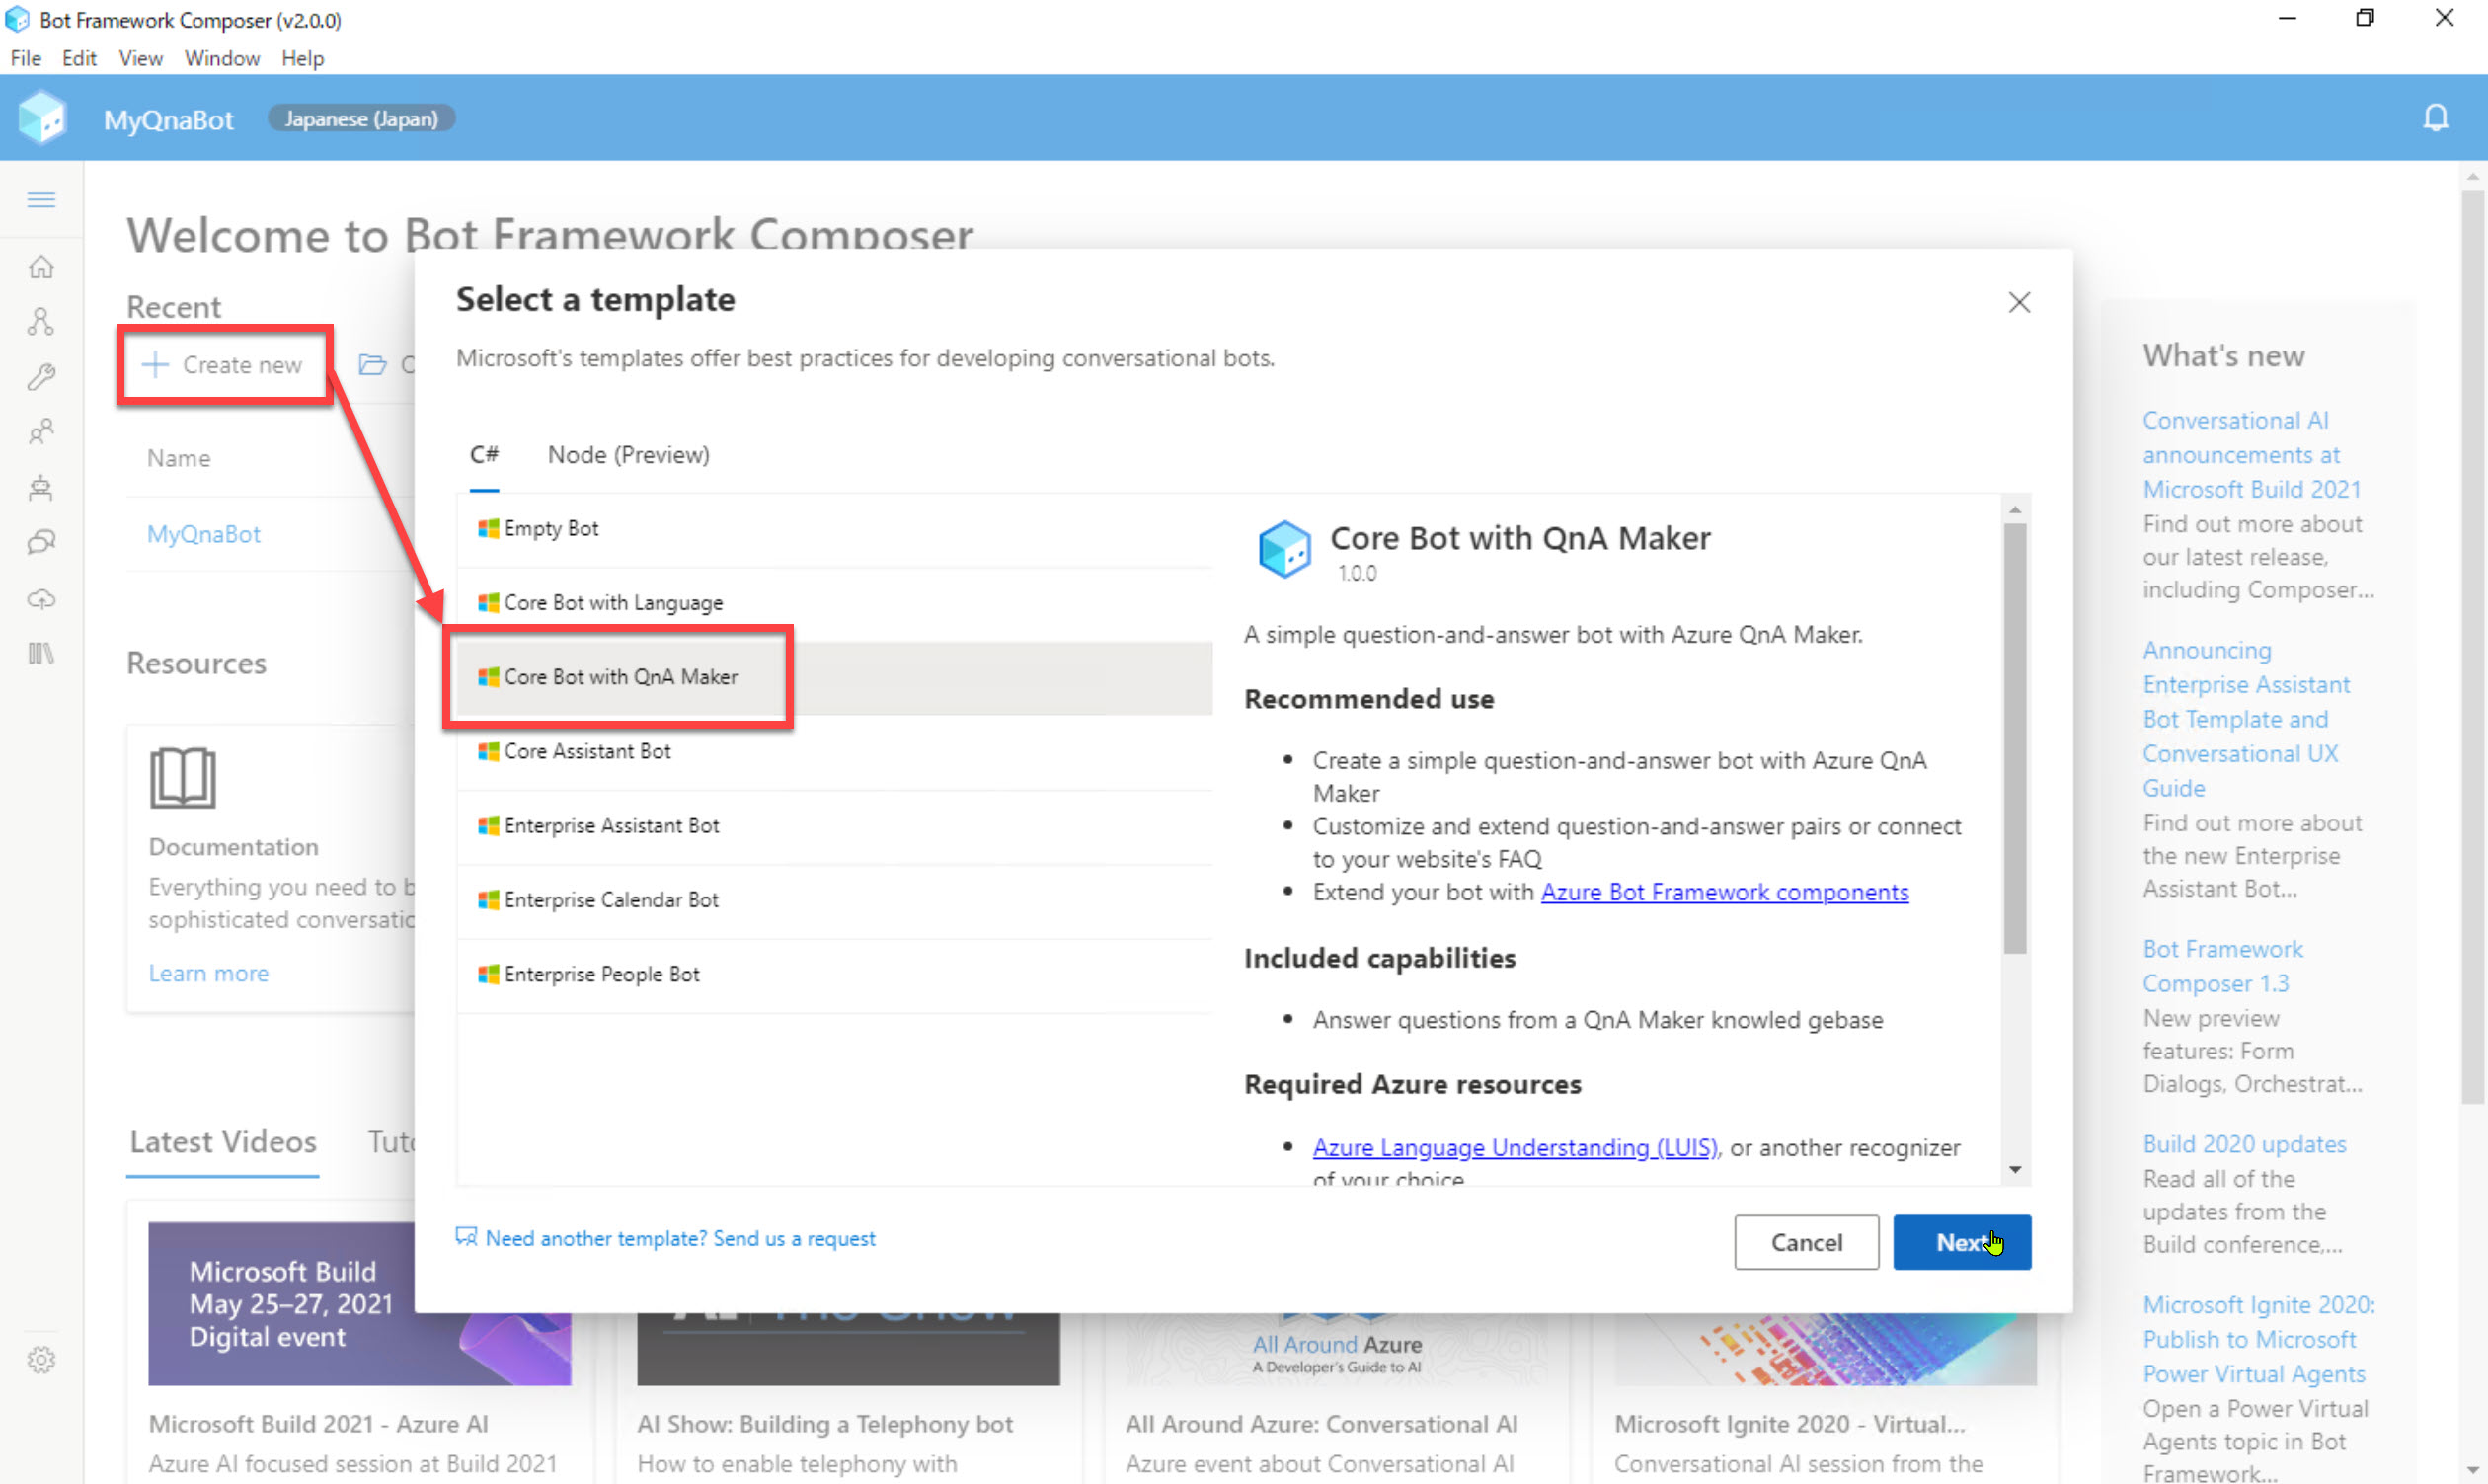 Bot Framework Composer (v2.0.0)
File Edit View Window Help
MyQnaBot Japanese (Japan)
Welcome to Bot Framework Composer
Recent
Create new
Name
MyQnaBot
Resources
Documentation
Everything you need to b
sophisticated conversatic
Learn more
Latest Videos Tuto
Select a template
Microsoft's templates offer best practices for developing conversational bots.
C# Node (Preview)
Empty Bot
Core Bot with Language
Core Bot with QnA Maker
Core Assistant Bot
Enterprise Assistant Bot
Enterprise Calendar Bot
Enterprise People Bot
Core Bot with QnA Maker
1.0.0
A simple question-and-answer bot with Azure QnA Maker.
Recommended use
Create a simple question-and-answer bot with Azure QnA
Maker
Customize and extend question-and-answer pairs or connect
to your website's FAQ
Extend your bot with Azure Bot Framework components
Included capabilities
Answer questions from a QnA Maker knowled gebase
Required Azure resources
Azure Language Understanding (LUIS), or another recognizer
of your choice
Need another template? Send us a request
Cancel Next
What's new
Conversational AI
announcements at
Microsoft Build 2021
Find out more about
our latest release,
including Composer...
Announcing
Enterprise Assistant
Bot Template and
Conversational UX
Guide
Find out more about
the new Enterprise
Assistant Bot...
Bot Framework
Composer 1.3
New preview
features: Form
Dialogs, Orchestrat...
Build 2020 updates
Read all of the
updates from the
Build conference,...
Microsoft Ignite 2020:
Publish to Microsoft
Power Virtual Agents
Open a Power Virtual
Agents topic in Bot
Framework...
Microsoft Build
May 25–27, 2021
Digital event
Microsoft Build 2021 - Azure AI
Azure AI focused session at Build 2021
AI The Show
AI Show: Building a Telephony bot
How to enable telephony with
All Around Azure
A Developer's Guide to AI
All Around Azure: Conversational AI
Azure event about Conversational AI
Microsoft Ignite 2020 - Virtual...
Conversational AI session from the